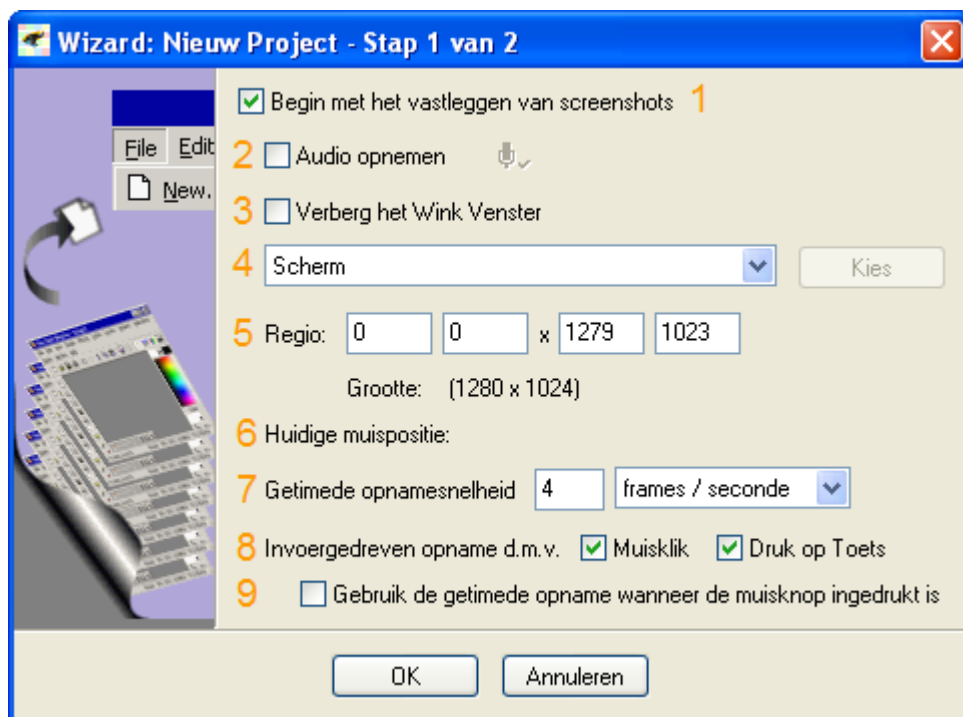 Wizard: Nieuw Project - Stap 1 van 2
File Edit
New.
Begin met het vastleggen van screenshots 1
2 Audio opnemen
3 Verberg het Wink Venster
4 Scherm Kies
5 Regio: 0 0 x 1279 1023
Grootte: (1280 x 1024)
6 Huidige muispositie:
7 Getimede opnamesnelheid 4 frames / seconde
8 Invoergedreven opname d.m.v. Muisklik Druk op Toets
9 Gebruik de getimede opname wanneer de muisknop ingedrukt is
OK Annuleren